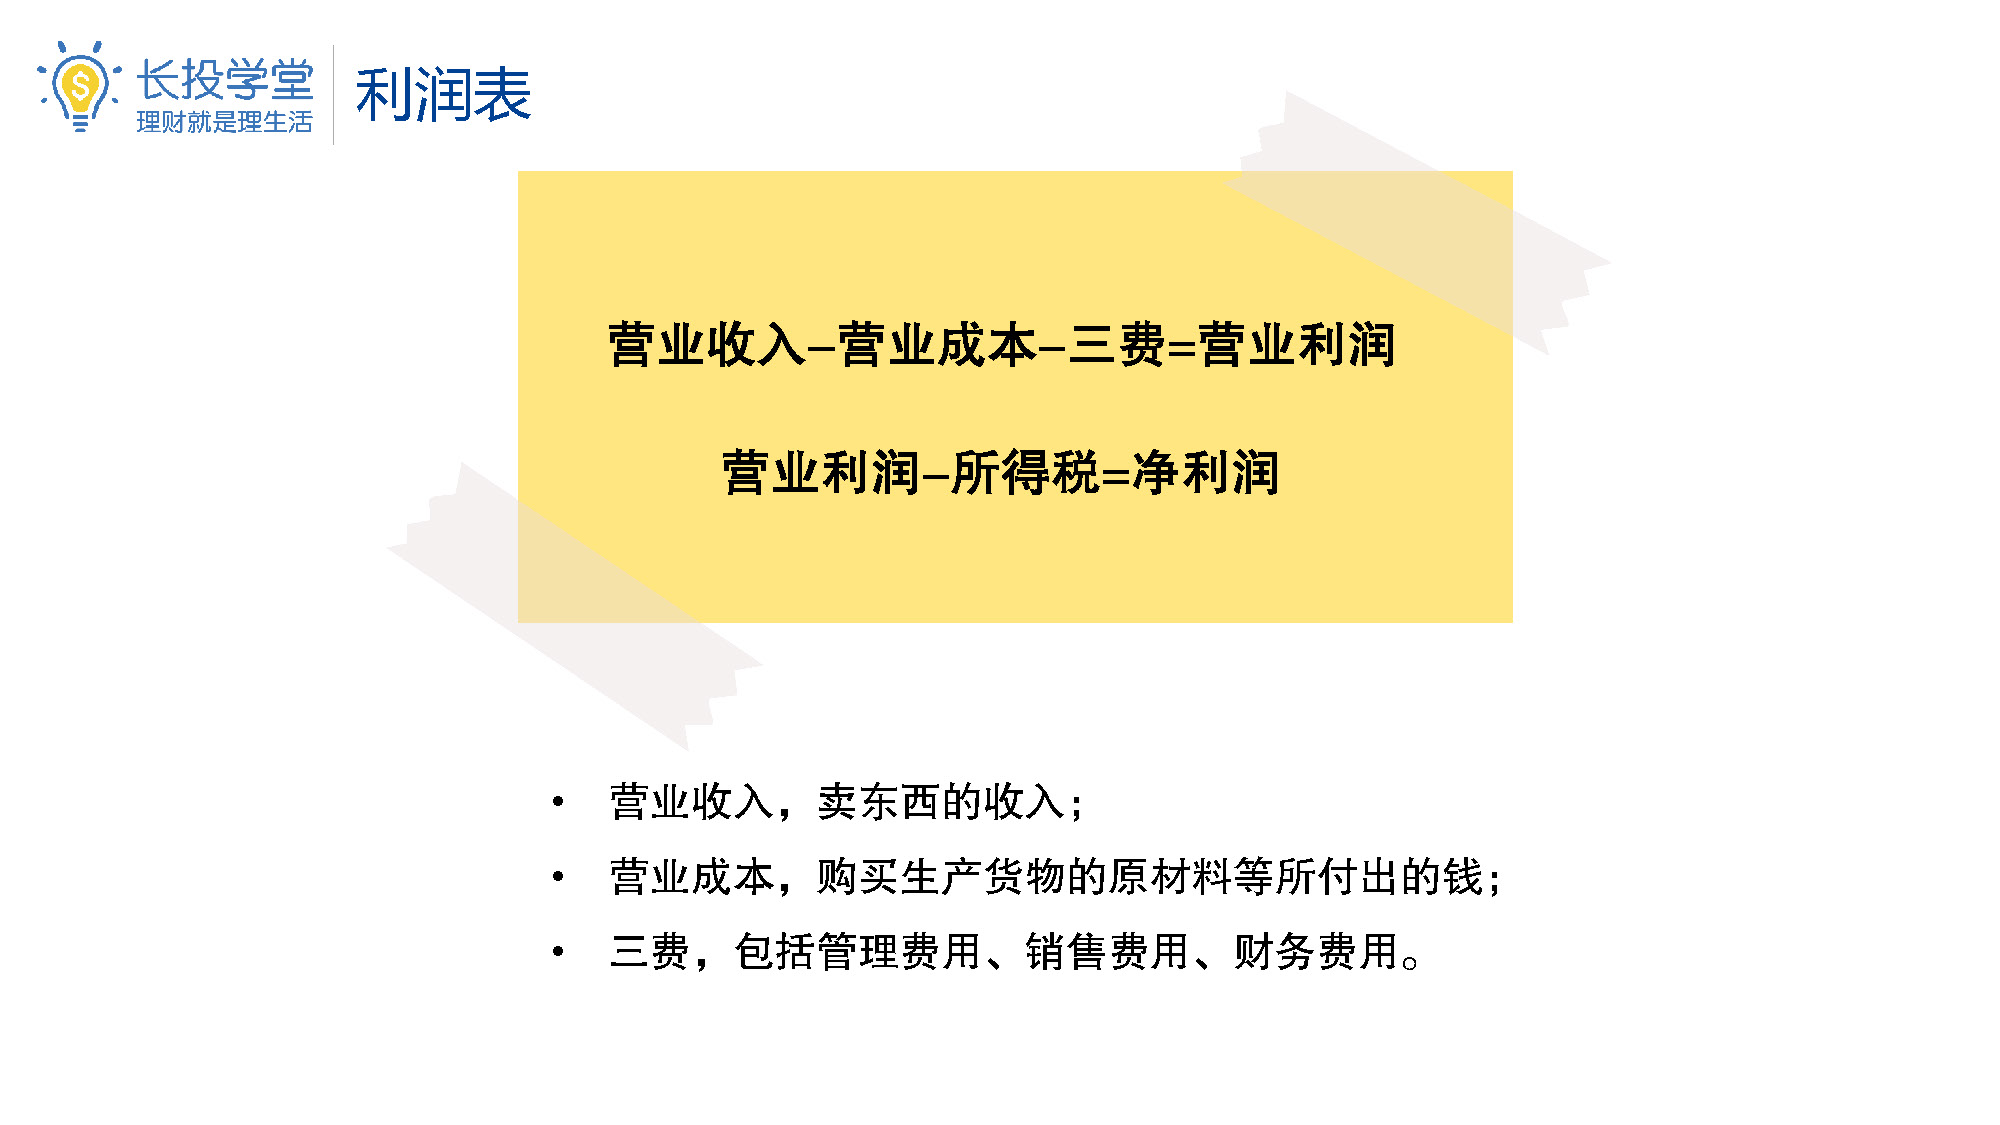 长投学堂
理财就是理生活
利润表
营业收入–营业成本–三费=营业利润
营业利润–所得税=净利润
• 营业收入，卖东西的收入；
• 营业成本，购买生产货物的原材料等所付出的钱；
• 三费，包括管理费用、销售费用、财务费用。